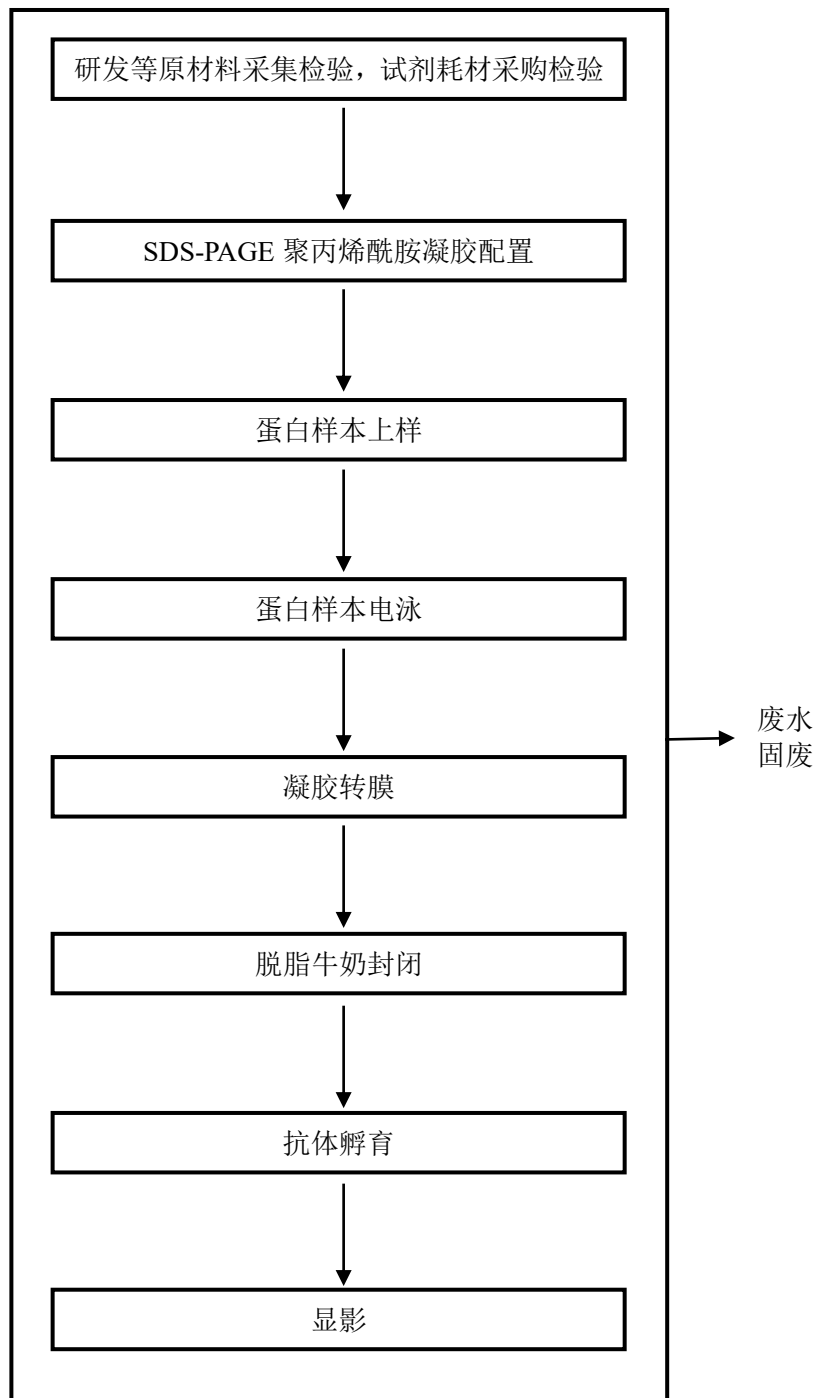 研发等原材料采集检验，试剂耗材采购检验
SDS-PAGE 聚丙烯酰胺凝胶配置
蛋白样本上样
蛋白样本电泳
凝胶转膜
脱脂牛奶封闭
抗体孵育
显影
废水
固废